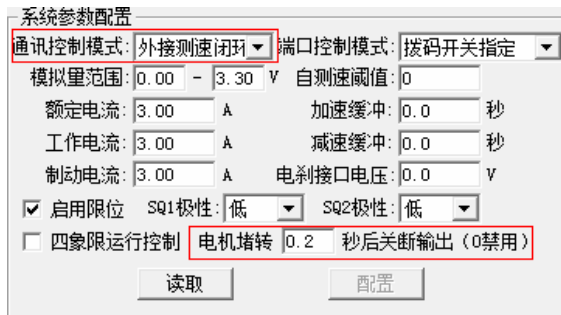 系统参数配置
通讯控制模式: 外接测速闭环 端口控制模式: 拨码开关指定
模拟量范围: 0.00 - 3.30 V 自测速阈值: 0
额定电流: 3.00 A 加速缓冲: 0.0 秒
工作电流: 3.00 A 减速缓冲: 0.0 秒
制动电流: 3.00 A 电刹接口电压: 0.0 V
启用限位 SQ1极性: 低 SQ2极性: 低
四象限运行控制 电机堵转 0.2 秒后关断输出（0禁用）
读取 配置